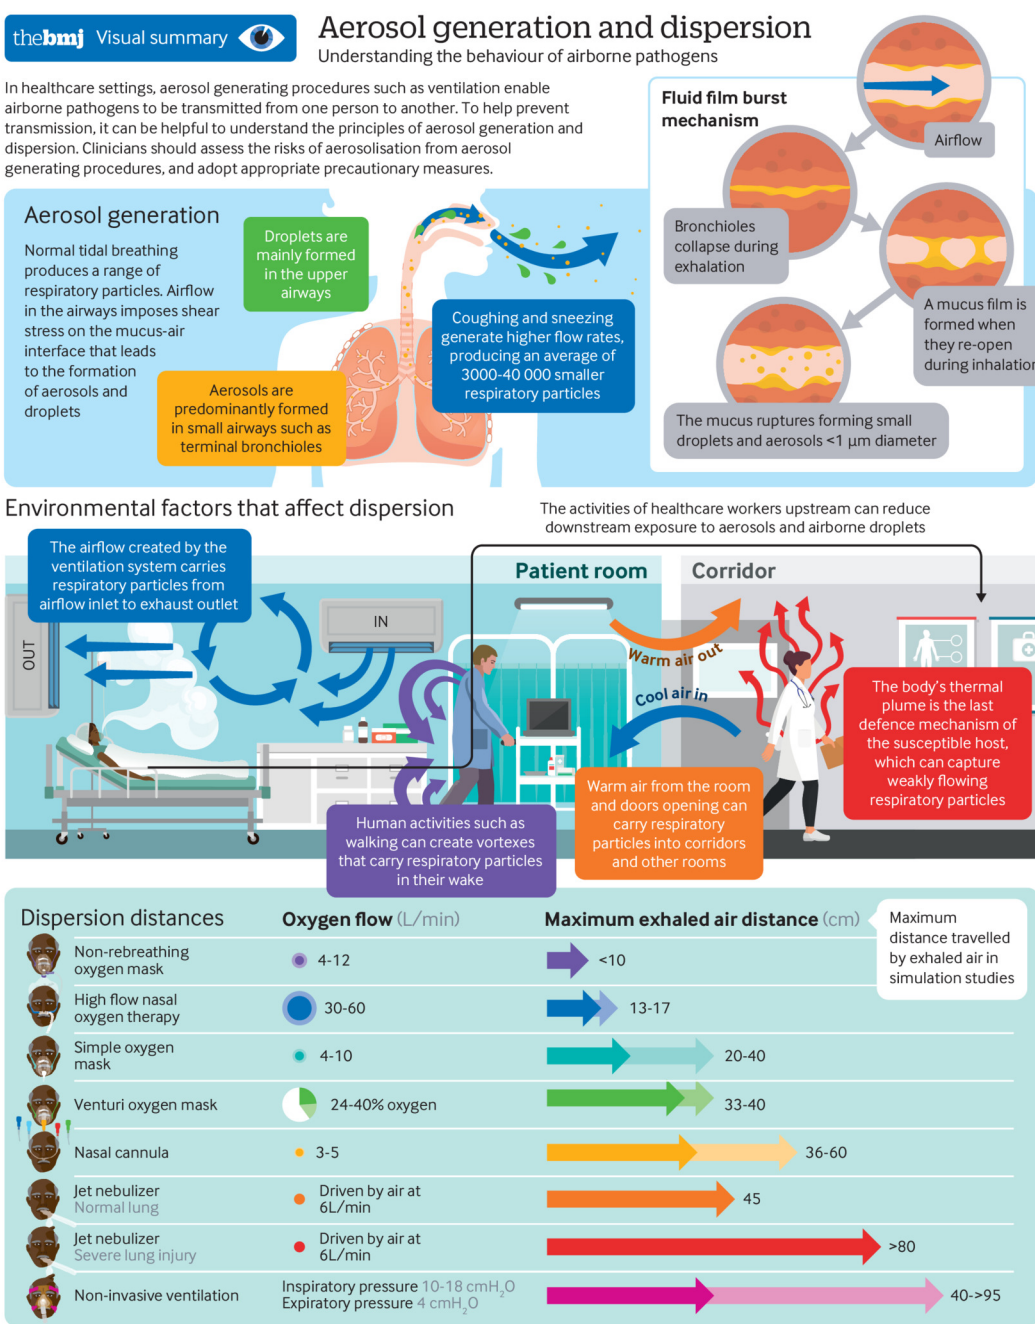 thebmj Visual summary
Aerosol generation and dispersion
Understanding the behaviour of airborne pathogens
In healthcare settings, aerosol generating procedures such as ventilation enable
airborne pathogens to be transmitted from one person to another. To help prevent
transmission, it can be helpful to understand the principles of aerosol generation and
dispersion. Clinicians should assess the risks of aerosolisation from aerosol
generating procedures, and adopt appropriate precautionary measures.
Fluid film burst
mechanism
Airflow
Bronchioles
collapse during
exhalation
A mucus film is
formed when
they re-open
during inhalation
The mucus ruptures forming small
droplets and aerosols <1 µm diameter
Aerosol generation
Normal tidal breathing
produces a range of
respiratory particles. Airflow
in the airways imposes shear
stress on the mucus-air
interface that leads
to the formation
of aerosols and
droplets
Droplets are
mainly formed
in the upper
airways
Coughing and sneezing
generate higher flow rates,
producing an average of
3000-40 000 smaller
respiratory particles
Aerosols are
predominantly formed
in small airways such as
terminal bronchioles
Environmental factors that affect dispersion
The activities of healthcare workers upstream can reduce
downstream exposure to aerosols and airborne droplets
The airflow created by the
ventilation system carries
respiratory particles from
airflow inlet to exhaust outlet
Patient room
Corridor
OUT
IN
Warm air out
Cool air in
The body's thermal
plume is the last
defence mechanism of
the susceptible host,
which can capture
weakly flowing
respiratory particles
Warm air from the room
and doors opening can
carry respiratory
particles into corridors
and other rooms
Human activities such as
walking can create vortexes
that carry respiratory particles
in their wake
Dispersion distances
Oxygen flow (L/min)
Maximum exhaled air distance (cm)
Maximum
distance travelled
by exhaled air in
simulation studies
Non-rebreathing
oxygen mask
4-12
<10
High flow nasal
oxygen therapy
30-60
13-17
Simple oxygen
mask
4-10
20-40
Venturi oxygen mask
24-40% oxygen
33-40
Nasal cannula
3-5
36-60
Jet nebulizer
Normal lung
Driven by air at
6L/min
45
Jet nebulizer
Severe lung injury
Driven by air at
6L/min
>80
Non-invasive ventilation
Inspiratory pressure 10-18 cmH₂O
Expiratory pressure 4 cmH₂O
40->95